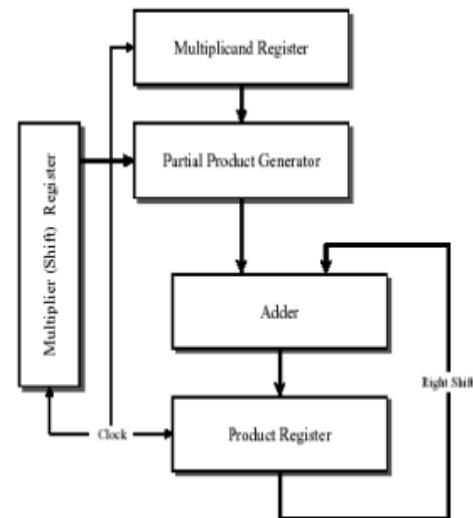 Multiplicand Register
Partial Product Generator
Multiplier (Shift) Register
Adder
Right Shift
Clock
Product Register